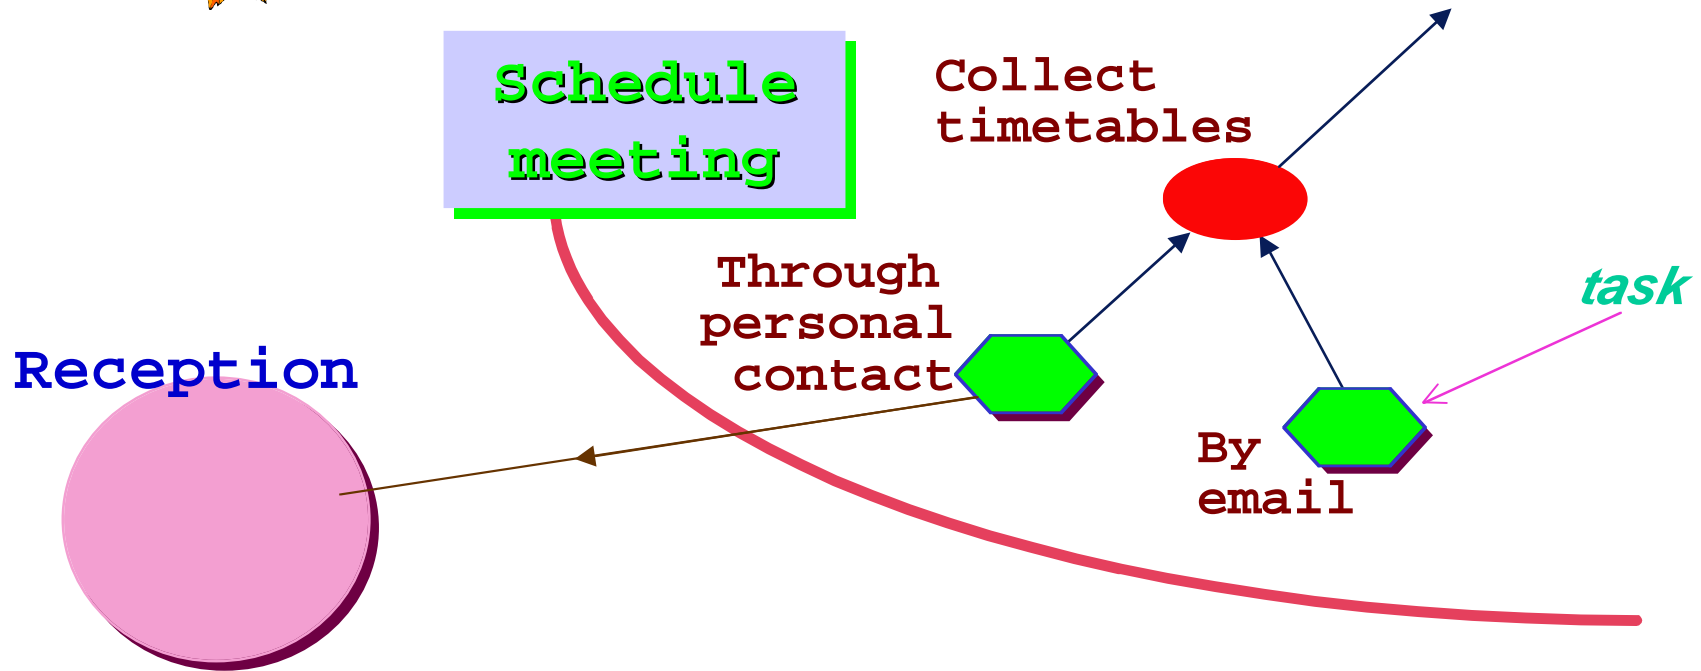 Schedule
meeting
Collect
timetables
Through
personal
contact
task
Reception
By
email